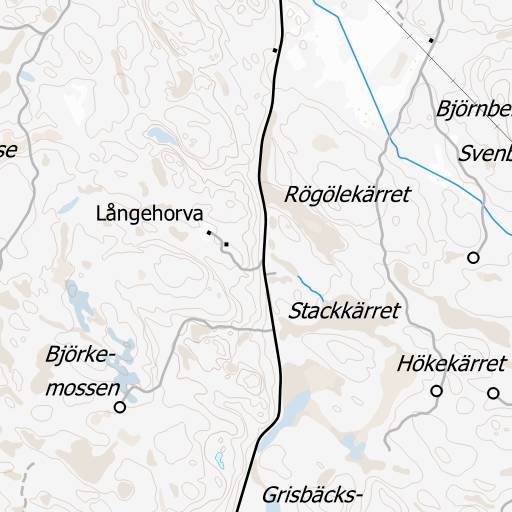 Björnbe
se
Svenb
Rögölekärret
Långehorva
Stackkärret
Björke-
mossen
Hökekärret
Grisbäcks-